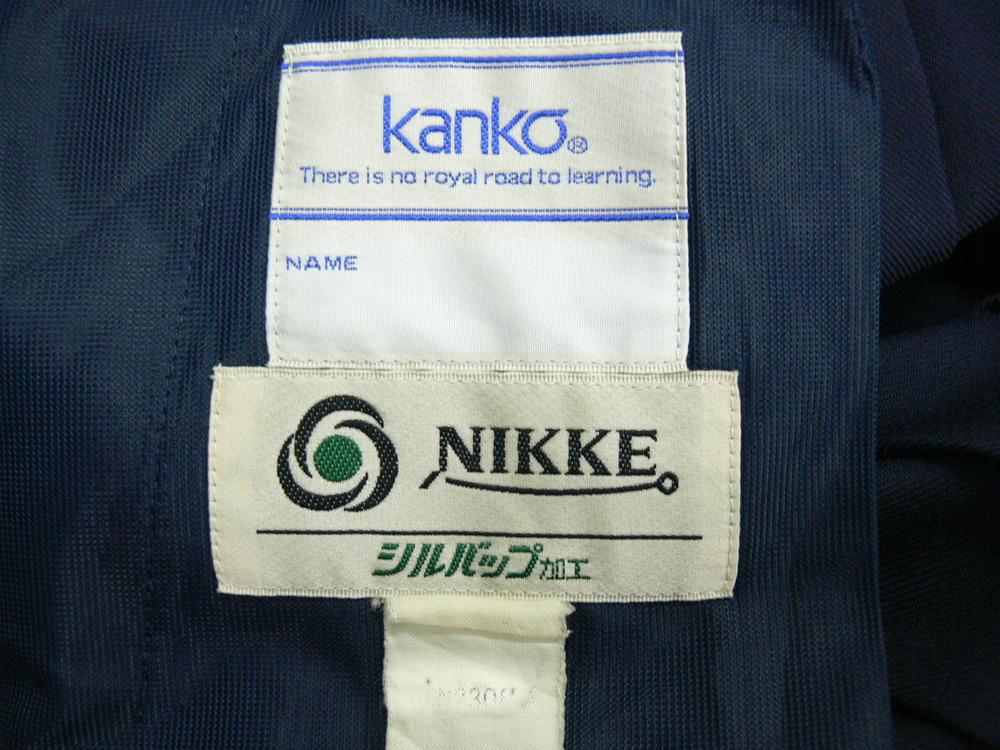 kanko®
There is no royal road to learning.
NAME
NIKKE
シルバップ加工